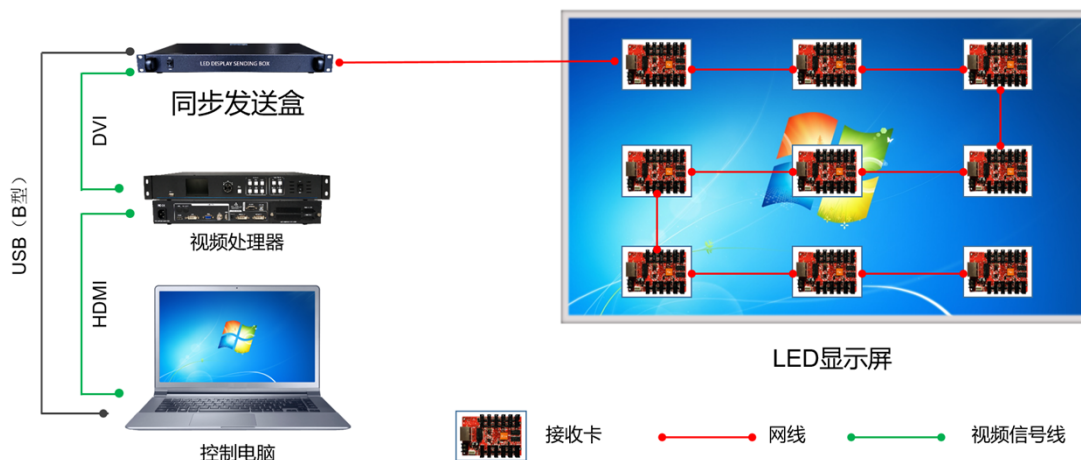 LED DISPLAY SENDING BOX
同步发送盒
DVI
USB（B型）
视频处理器
HDMI
控制电脑
LED显示屏
接收卡
网线
视频信号线